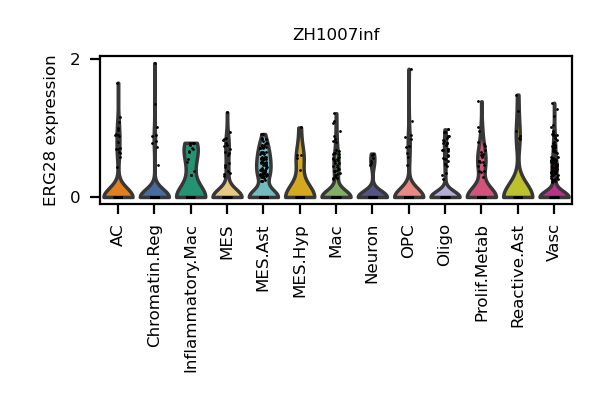 ZH1007inf
ERG28 expression
2
0
AC
Chromatin.Reg
Inflammatory.Mac
MES
MES.Ast
MES.Hyp
Mac
Neuron
OPC
Oligo
Prolif.Metab
Reactive.Ast
Vasc